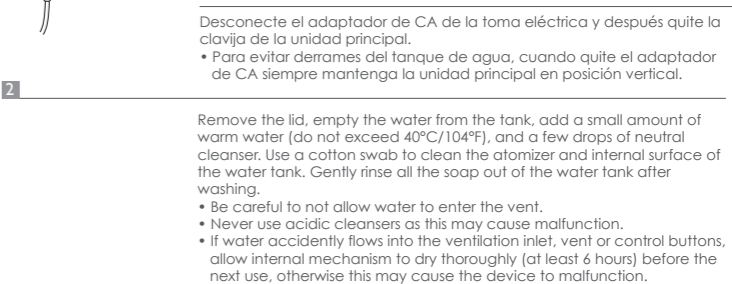 Desconecte el adaptador de CA de la toma eléctrica y después quite la
clavija de la unidad principal.
• Para evitar derrames del tanque de agua, cuando quite el adaptador
de CA siempre mantenga la unidad principal en posición vertical.
2
Remove the lid, empty the water from the tank, add a small amount of
warm water (do not exceed 40°C/104°F), and a few drops of neutral
cleanser. Use a cotton swab to clean the atomizer and internal surface of
the water tank. Gently rinse all the soap out of the water tank after
washing.
• Be careful to not allow water to enter the vent.
• Never use acidic cleansers as this may cause malfunction.
• If water accidently flows into the ventilation inlet, vent or control buttons,
allow internal mechanism to dry thoroughly (at least 6 hours) before the
next use, otherwise this may cause the device to malfunction.